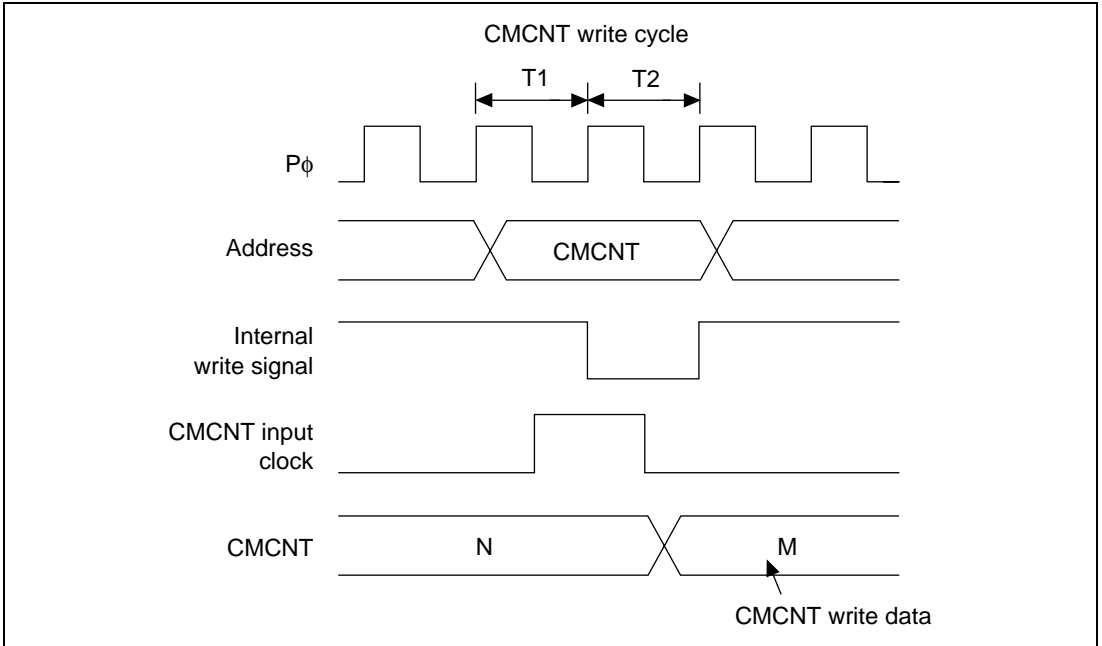 CMCNT write cycle
T1 T2
Pϕ
Address
CMCNT
Internal
write signal
CMCNT input
clock
CMCNT
N
M
CMCNT write data